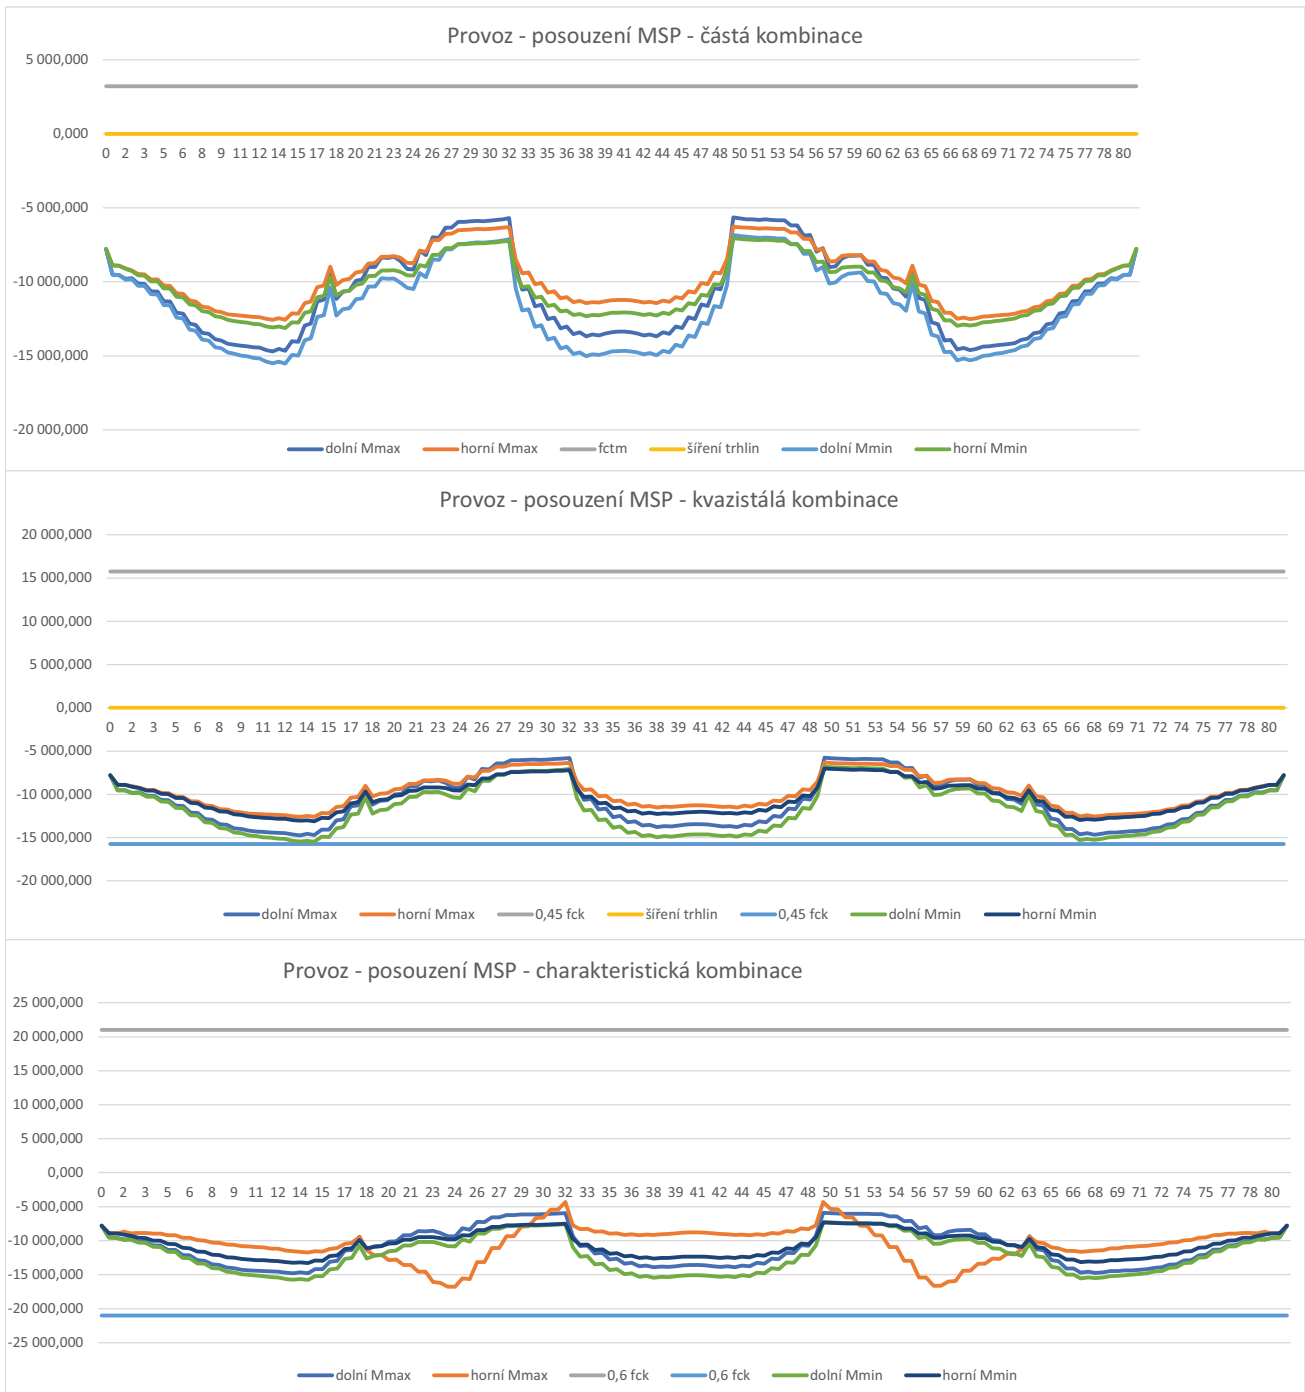 Provoz - posouzení MSP - částá kombinace
5 000,000
0,000
0 2 3 5 6 8 9 11 12 14 15 17 18 20 21 23 24 26 27 29 30 32 33 35 36 38 39 41 42 44 45 47 48 50 51 53 54 56 57 59 60 62 63 65 66 68 69 71 72 74 75 77 78 80
-5 000,000
-10 000,000
-15 000,000
-20 000,000
dolní Mmax horní Mmax fctm šíření trhlin dolní Mmin horní Mmin
Provoz - posouzení MSP - kvazistálá kombinace
20 000,000
15 000,000
10 000,000
5 000,000
0,000
0 2 3 5 6 8 9 11 12 14 15 17 18 20 21 23 24 26 27 29 30 32 33 35 36 38 39 41 42 44 45 47 48 50 51 53 54 56 57 59 60 62 63 65 66 68 69 71 72 74 75 77 78 80
-5 000,000
-10 000,000
-15 000,000
-20 000,000
dolní Mmax horní Mmax 0,45 fck šíření trhlin 0,45 fck dolní Mmin horní Mmin
Provoz - posouzení MSP - charakteristická kombinace
25 000,000
20 000,000
15 000,000
10 000,000
5 000,000
0,000
0 2 3 5 6 8 9 11 12 14 15 17 18 20 21 23 24 26 27 29 30 32 33 35 36 38 39 41 42 44 45 47 48 50 51 53 54 56 57 59 60 62 63 65 66 68 69 71 72 74 75 77 78 80
-5 000,000
-10 000,000
-15 000,000
-20 000,000
-25 000,000
dolní Mmax horní Mmax 0,6 fck 0,6 fck dolní Mmin horní Mmin